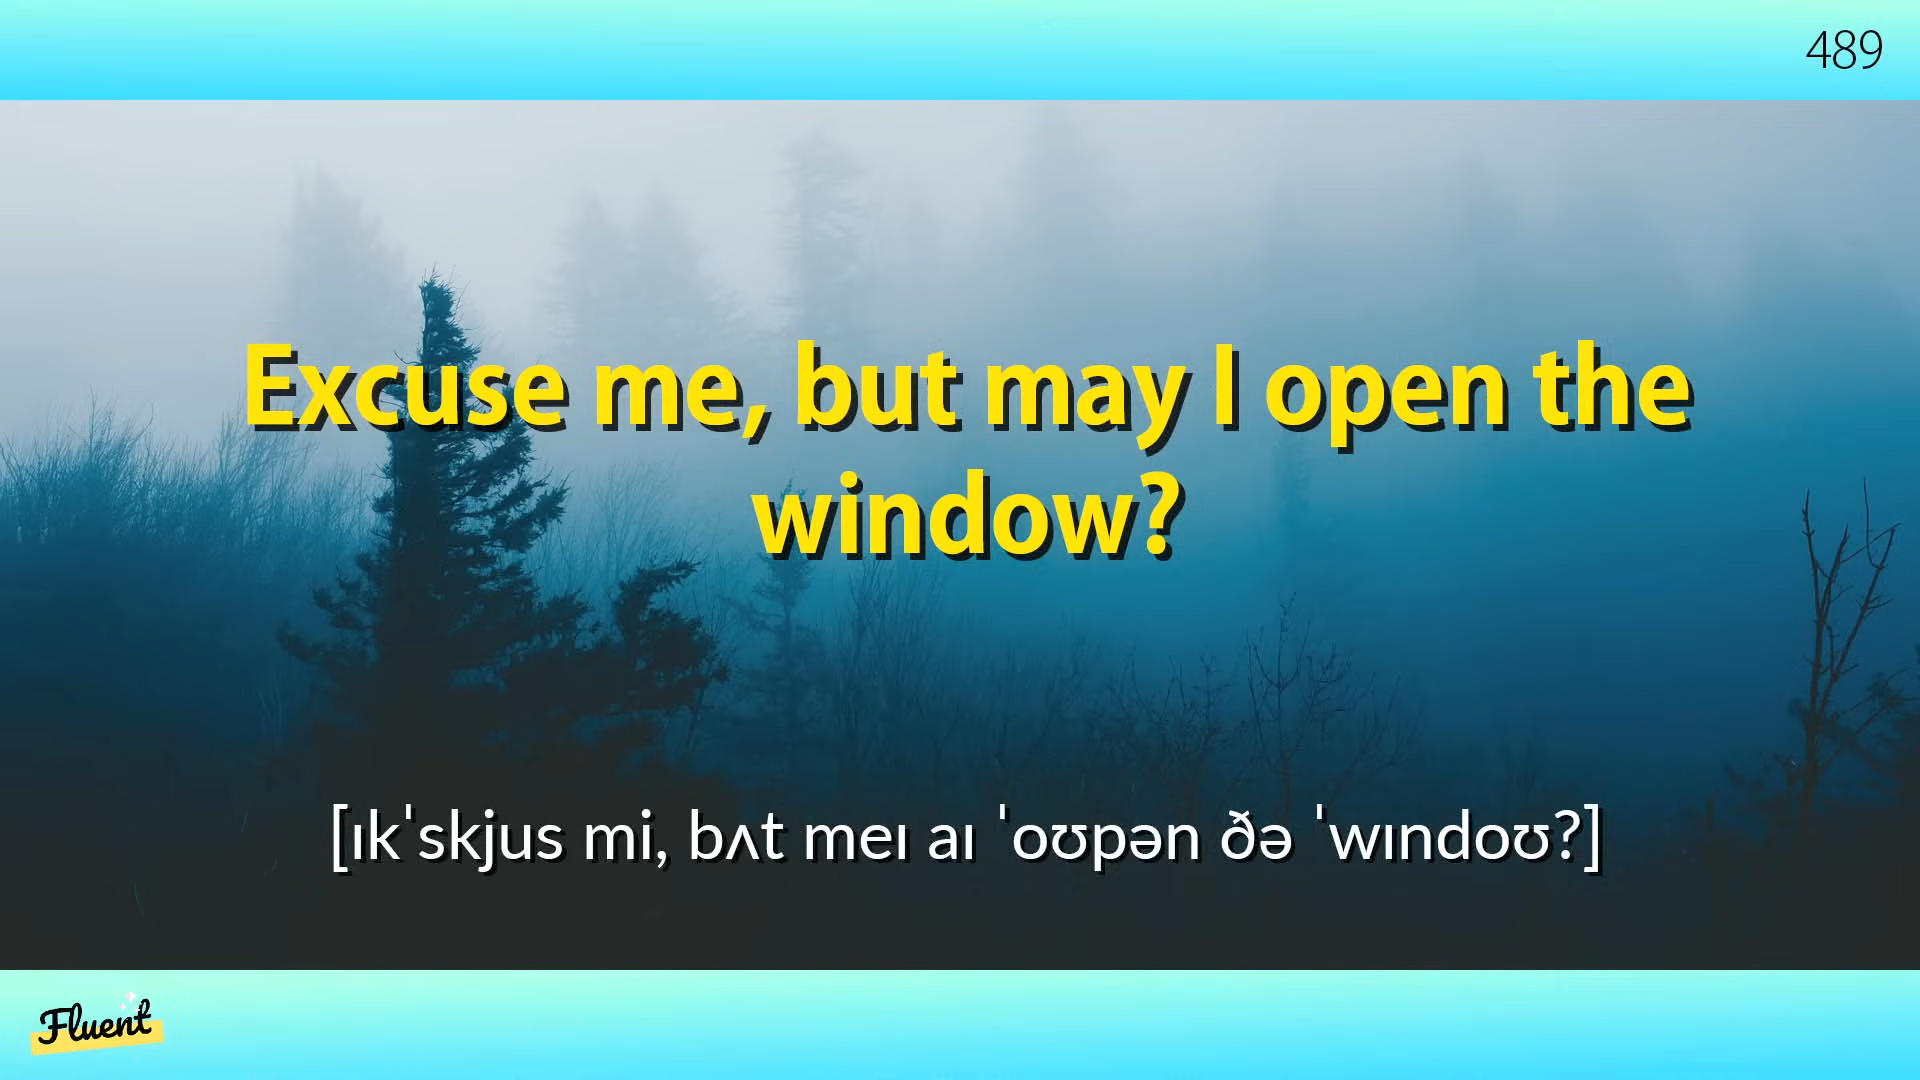 489
Excuse me, but may I open the
window?
[ɪkˈskjus mi, bʌt meɪ aɪ ˈoʊpən ðə ˈwɪndoʊ?]
Fluent